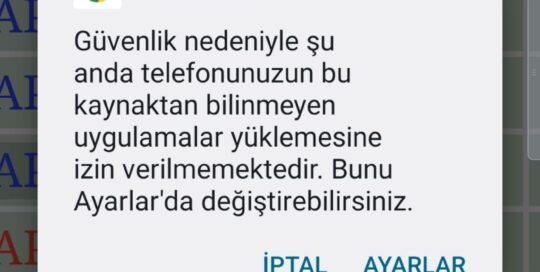 Güvenlik nedeniyle şu
anda telefonunuzun bu
kaynaktan bilinmeyen
uygulamalar yüklemesine
izin verilmemektedir. Bunu
Ayarlar'da değiştirebilirsiniz.
İPTAL AYARLAR